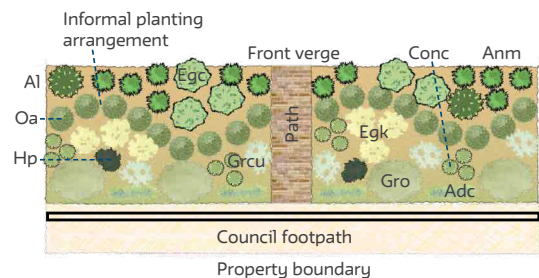 Informal planting
arrangement
Front verge
Conc
Anm
Al
Egc
Oa
Path
Egk
Hp
Grcu
Gro
Adc
Council footpath
Property boundary